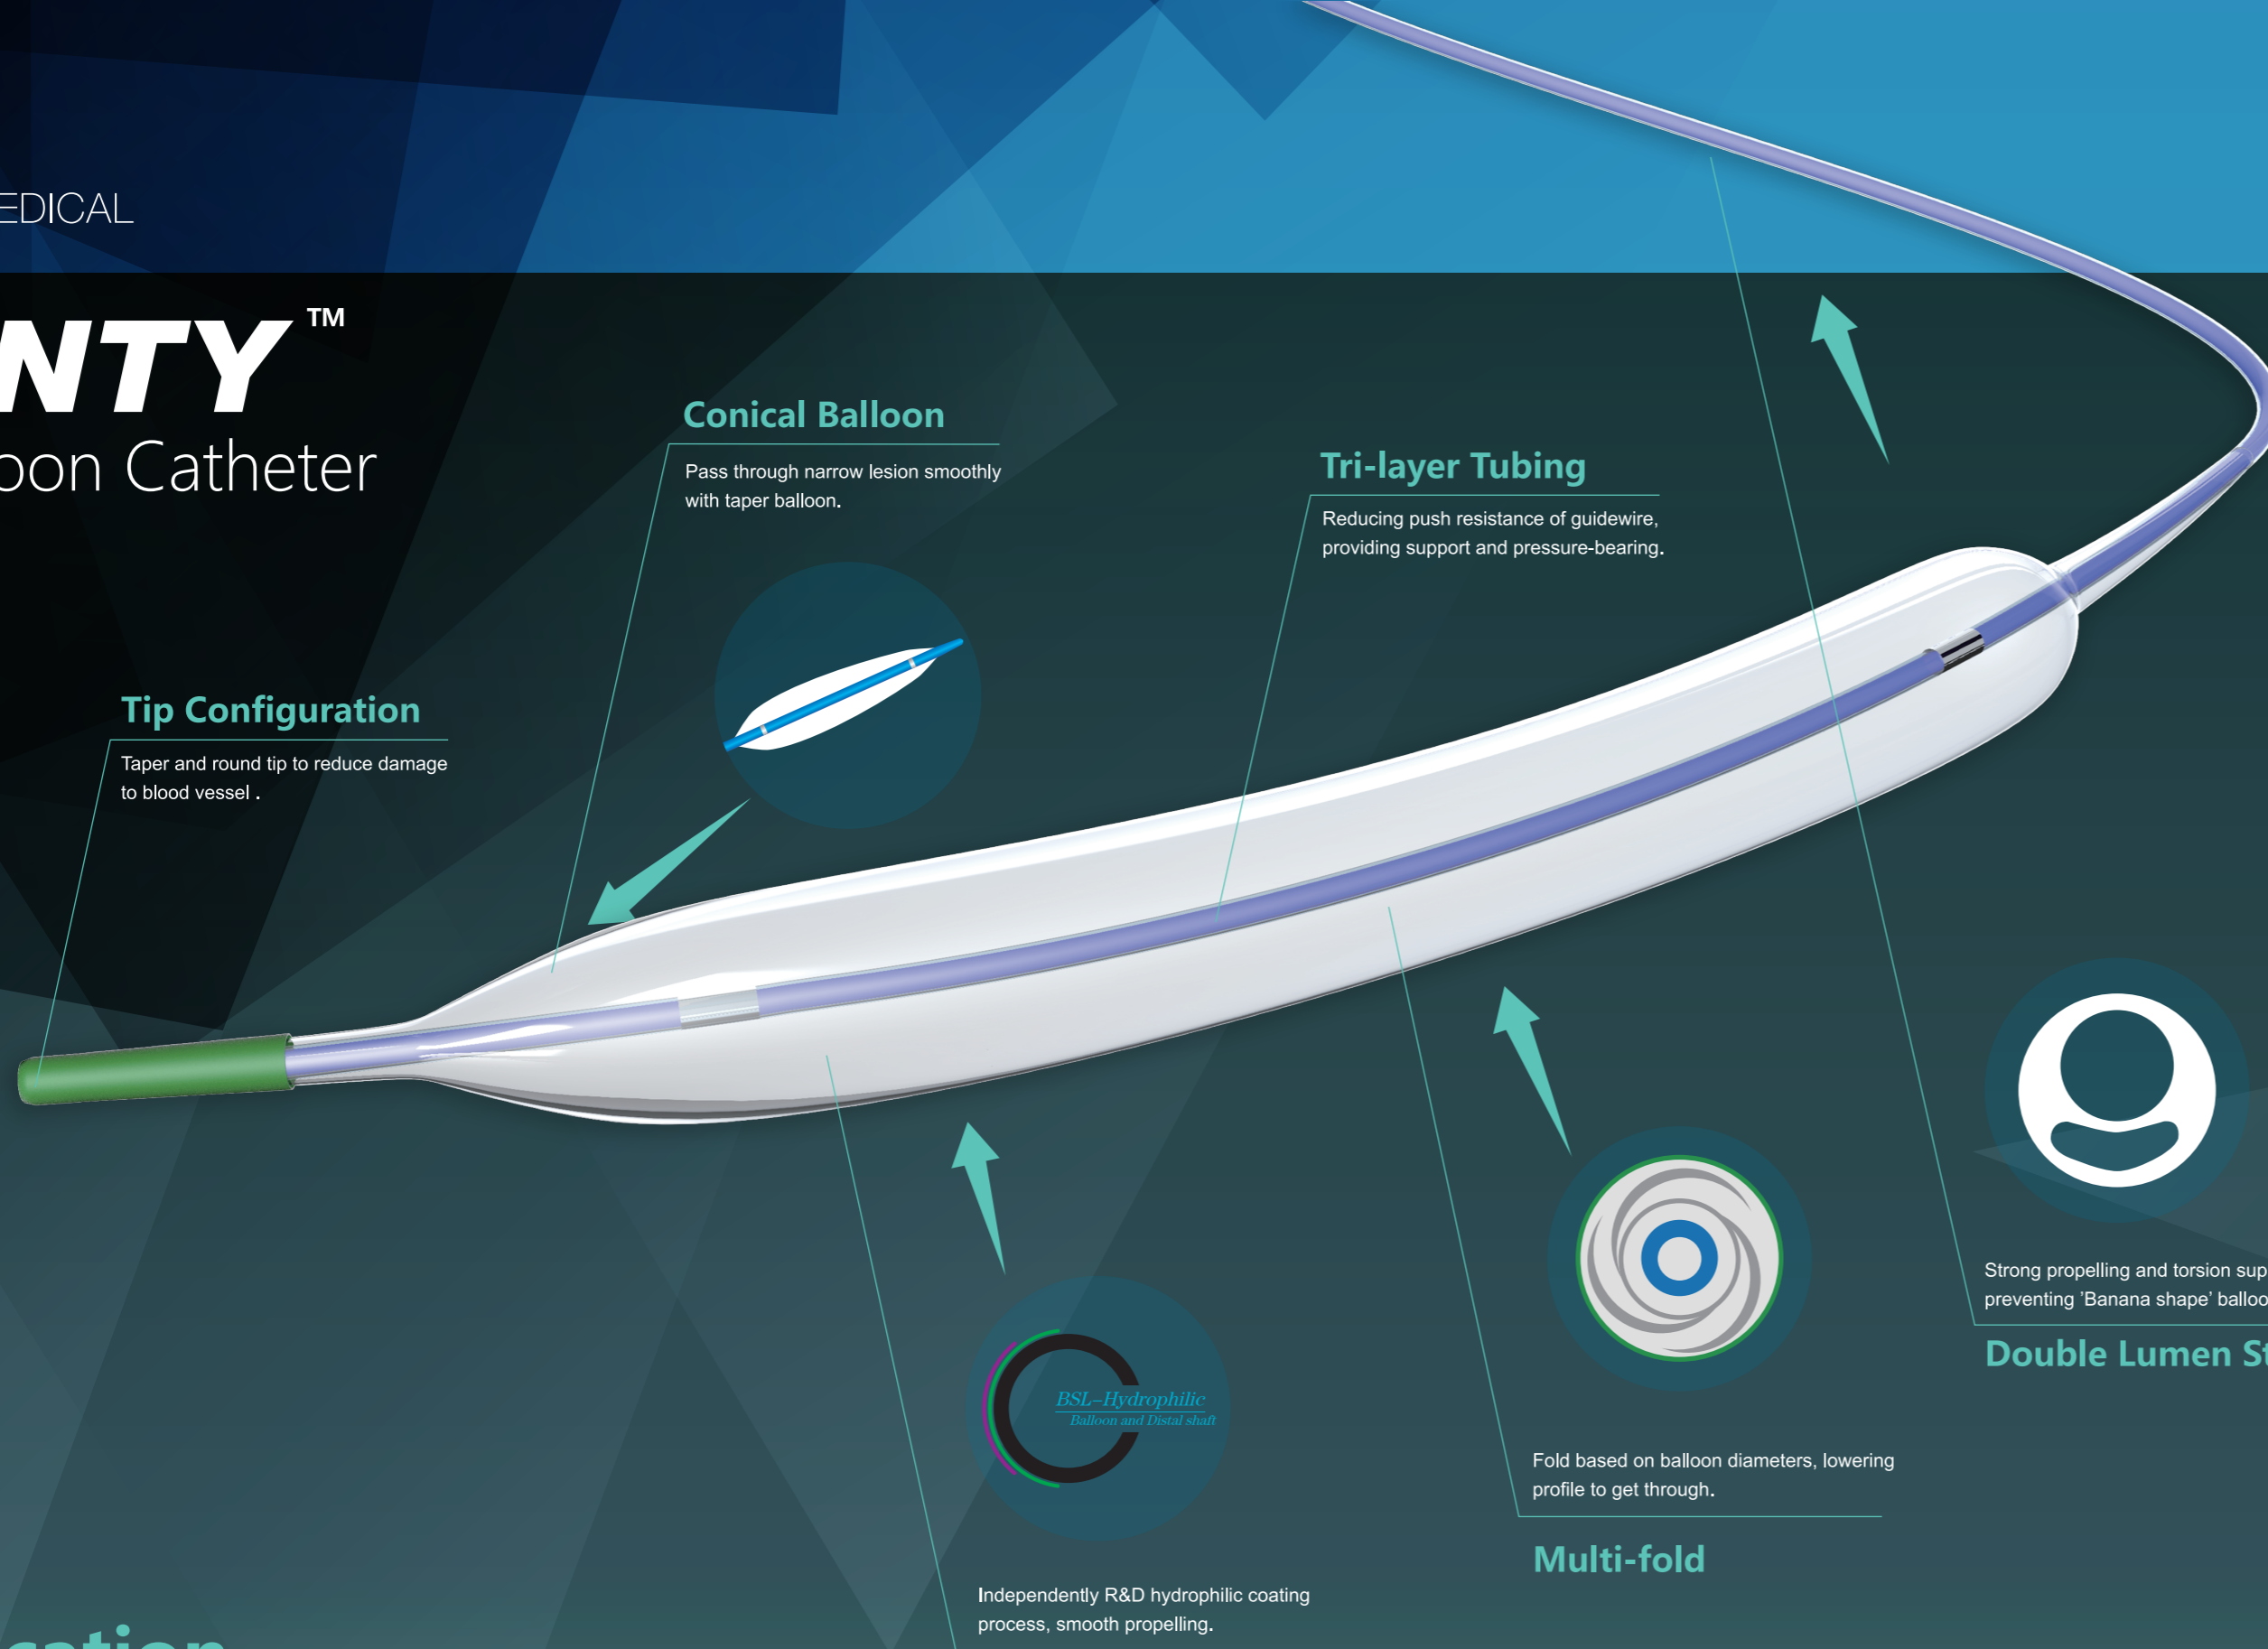 EDICAL
NTY™
oon Catheter
Conical Balloon
Pass through narrow lesion smoothly
with taper balloon.
Tri-layer Tubing
Reducing push resistance of guidewire,
providing support and pressure-bearing.
Tip Configuration
Taper and round tip to reduce damage
to blood vessel .
Strong propelling and torsion sup
preventing 'Banana shape' balloo
Double Lumen St
BSL-Hydrophilic
Balloon and Distal shaft
Fold based on balloon diameters, lowering
profile to get through.
Multi-fold
Independently R&D hydrophilic coating
process, smooth propelling.
cation